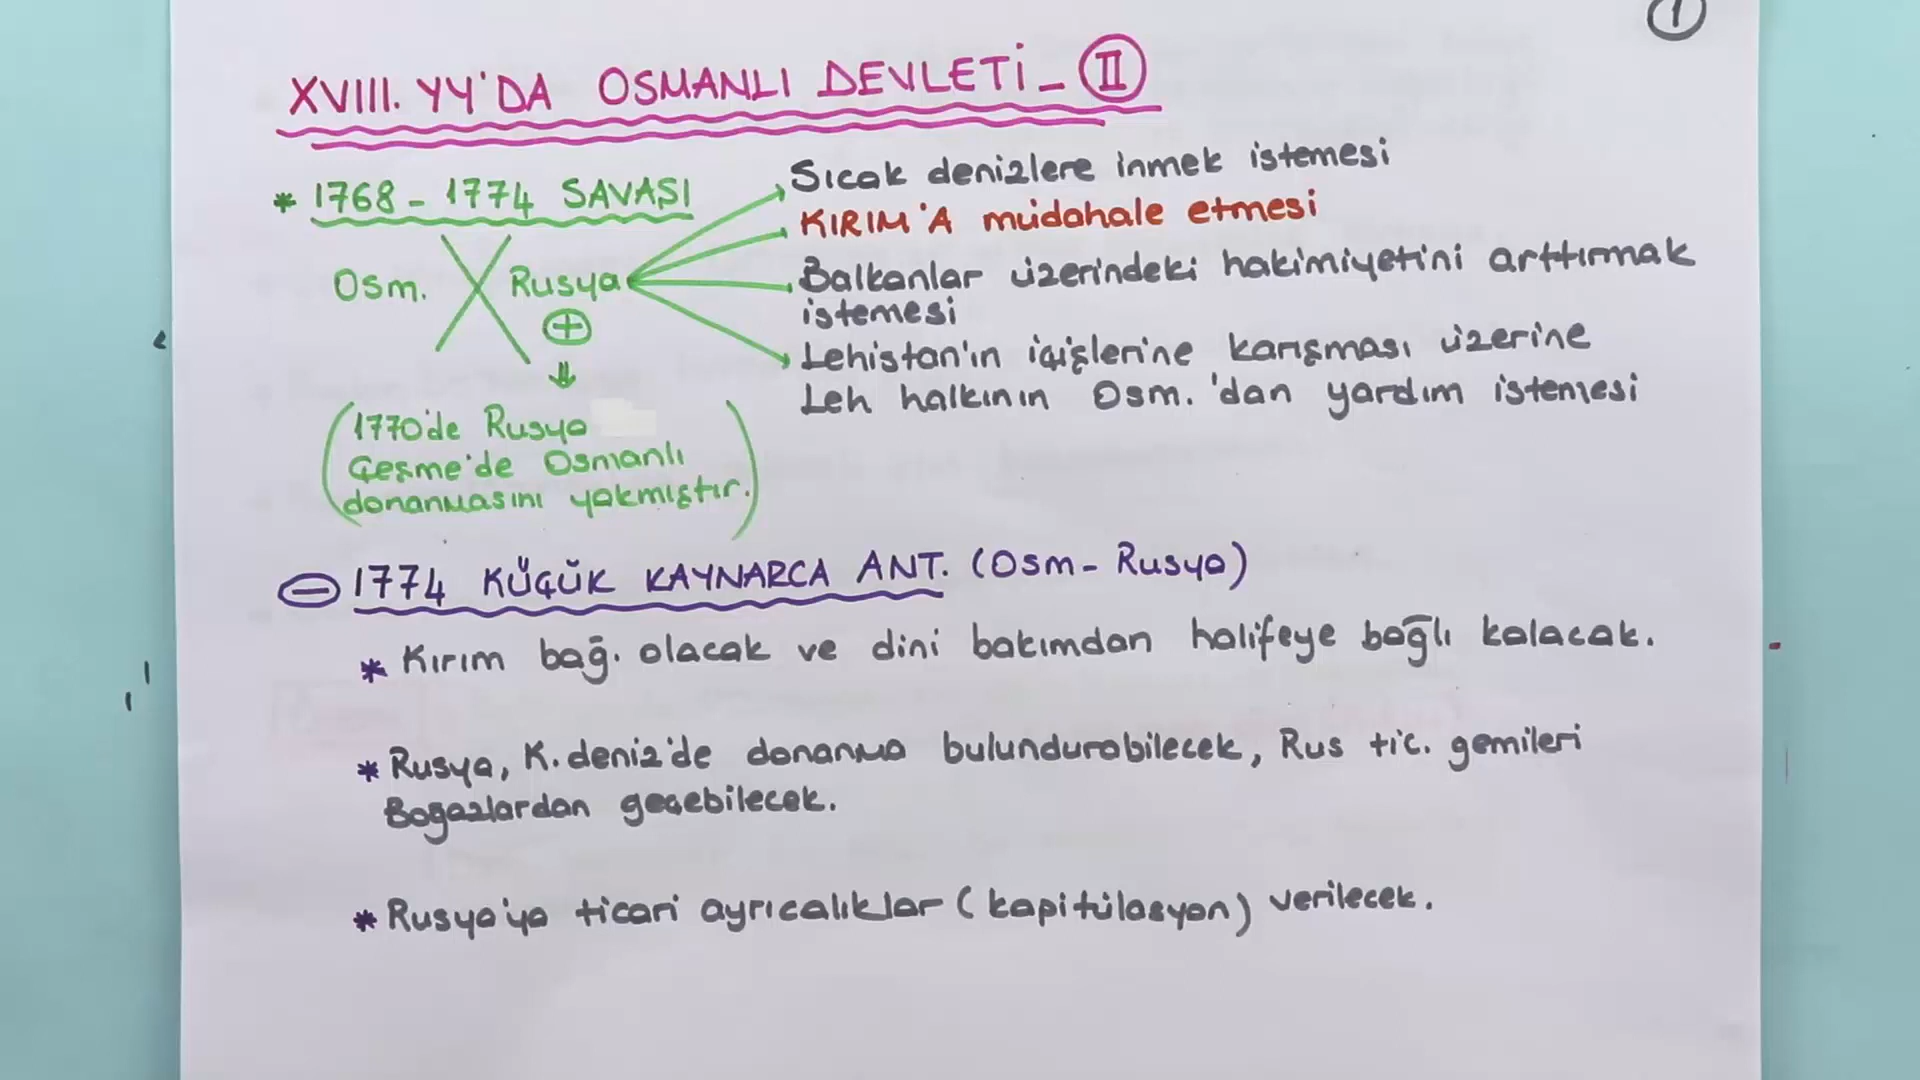 1
XVIII. YY'DA OSMANLI DEVLETİ_ II
* 1768 - 1774 SAVAŞI
Osm. X Rusya
+
Sıcak denizlere inmek istemesi
KIRIM'A müdahale etmesi
Balkanlar üzerindeki hakimiyetini arttırmak
istemesi
Lehistan'ın içişlerine karışması üzerine
Leh halkının Osm. 'dan yardım istemesi
(1770'de Rusya
Çeşme'de Osmanlı
donanmasını yakmıştır.)
- 1774 KÜÇÜK KAYNARCA ANT. (Osm- Rusya)
* Kırım bağ. olacak ve dini bakımdan halifeye bağlı kalacak.
* Rusya, K.deniz'de donanma bulundurabilecek, Rus tic. gemileri
Boğazlardan geçebilecek.
* Rusya'ya ticari ayrıcalıklar (kapitülasyon) verilecek.